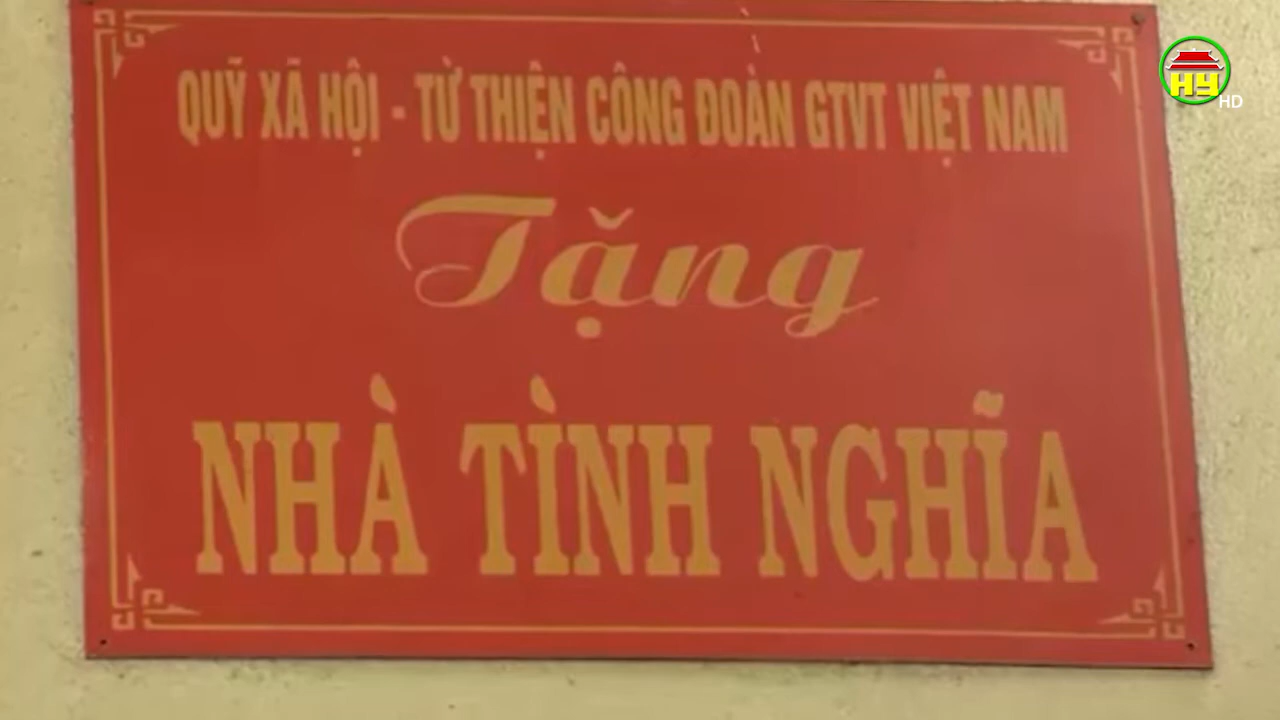 QUỸ XÃ HỘI - TỪ THIỆN CÔNG ĐOÀN GTVT VIỆT NAM
Tặng
NHÀ TÌNH NGHĨA
HY
HD